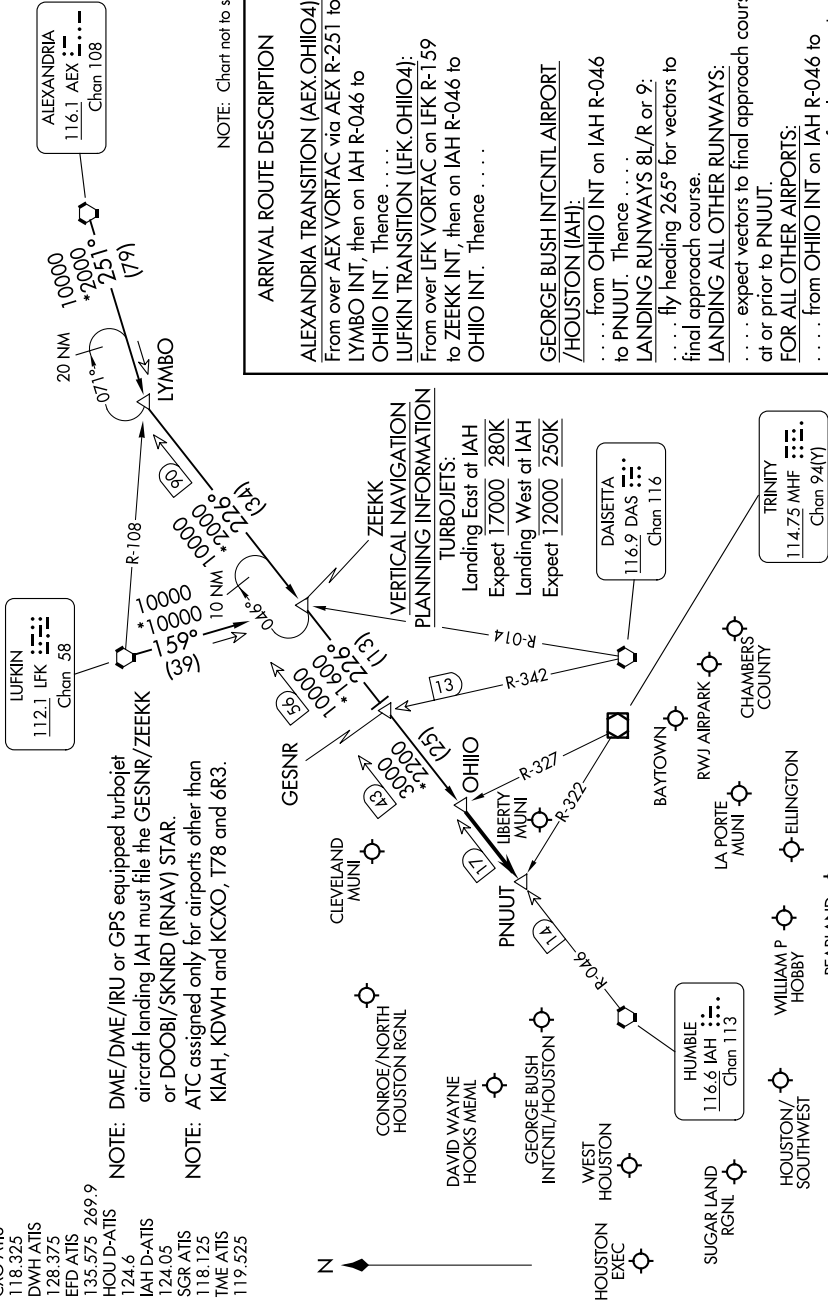 118.325
DWH ATIS
128.375
EFD ATIS
135.575 269.9
HOU D-ATIS
124.6
IAH D-ATIS
124.05
SGR ATIS
118.125
TME ATIS
119.525
NOTE: DME/DME/IRU or GPS equipped turbojet
aircraft landing IAH must file the GESNR/ZEEKK
or DOOBI/SKNRD (RNAV) STAR.
NOTE: ATC assigned only for airports other than
KIAH, KDWH and KCXO, T78 and 6R3.
LUFKIN
112.1 LFK
Chan 58
ALEXANDRIA
116.1 AEX
Chan 108
NOTE: Chart not to s
10000
*2000
251°
(79)
20 NM
071°
LYMBO
R-108
10000
*10000
159°
(39)
90
10000
*2000
226°
(34)
10 NM
046°
ZEEKK
56
10000
*1600
226°
(13)
GESNR
43
3000
*2200
(25)
OHIIO
17
PNUUT
14
R-046
R-014
R-342
13
R-327
R-322
VERTICAL NAVIGATION
PLANNING INFORMATION
TURBOJETS:
Landing East at IAH
Expect 17000 280K
Landing West at IAH
Expect 12000 250K
DAISETTA
116.9 DAS
Chan 116
TRINITY
114.75 MHF
Chan 94(Y)
HUMBLE
116.6 IAH
Chan 113
CLEVELAND
MUNI
LIBERTY
MUNI
CONROE/NORTH
HOUSTON RGNL
DAVID WAYNE
HOOKS MEML
GEORGE BUSH
INTCNTL/HOUSTON
WEST
HOUSTON
HOUSTON
EXEC
SUGAR LAND
RGNL
HOUSTON/
SOUTHWEST
WILLIAM P
HOBBY
ELLINGTON
LA PORTE
MUNI
BAYTOWN
RWJ AIRPARK
CHAMBERS
COUNTY
N
ARRIVAL ROUTE DESCRIPTION
ALEXANDRIA TRANSITION (AEX.OHIIO4)
From over AEX VORTAC via AEX R-251 to
LYMBO INT, then on IAH R-046 to
OHIIO INT. Thence . . . .
LUFKIN TRANSITION (LFK.OHIIO4):
From over LFK VORTAC on LFK R-159
to ZEEKK INT, then on IAH R-046 to
OHIIO INT. Thence . . . .
GEORGE BUSH INTCNTL AIRPORT
/HOUSTON (IAH):
. . . . from OHIIO INT on IAH R-046
to PNUUT. Thence . . . .
LANDING RUNWAYS 8L/R or 9:
. . . . fly heading 265° for vectors to
final approach course.
LANDING ALL OTHER RUNWAYS:
. . . . expect vectors to final approach cours
at or prior to PNUUT.
FOR ALL OTHER AIRPORTS:
. . . . from OHIIO INT on IAH R-046 to